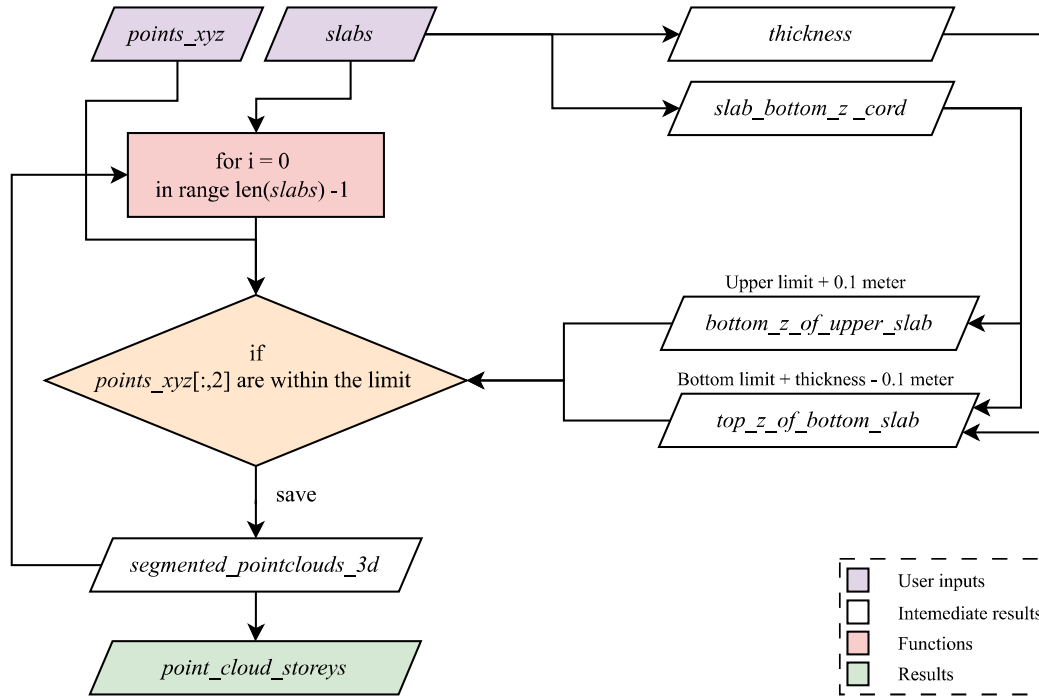 points_xyz
slabs
thickness
slab_bottom_z _cord
for i = 0
in range len(slabs) -1
Upper limit + 0.1 meter
bottom_z_of_upper_slab
if
points_xyz[:,2] are within the limit
Bottom limit + thickness - 0.1 meter
top_z_of_bottom_slab
save
segmented_pointclouds_3d
point_cloud_storeys
User inputs
Intemediate results
Functions
Results